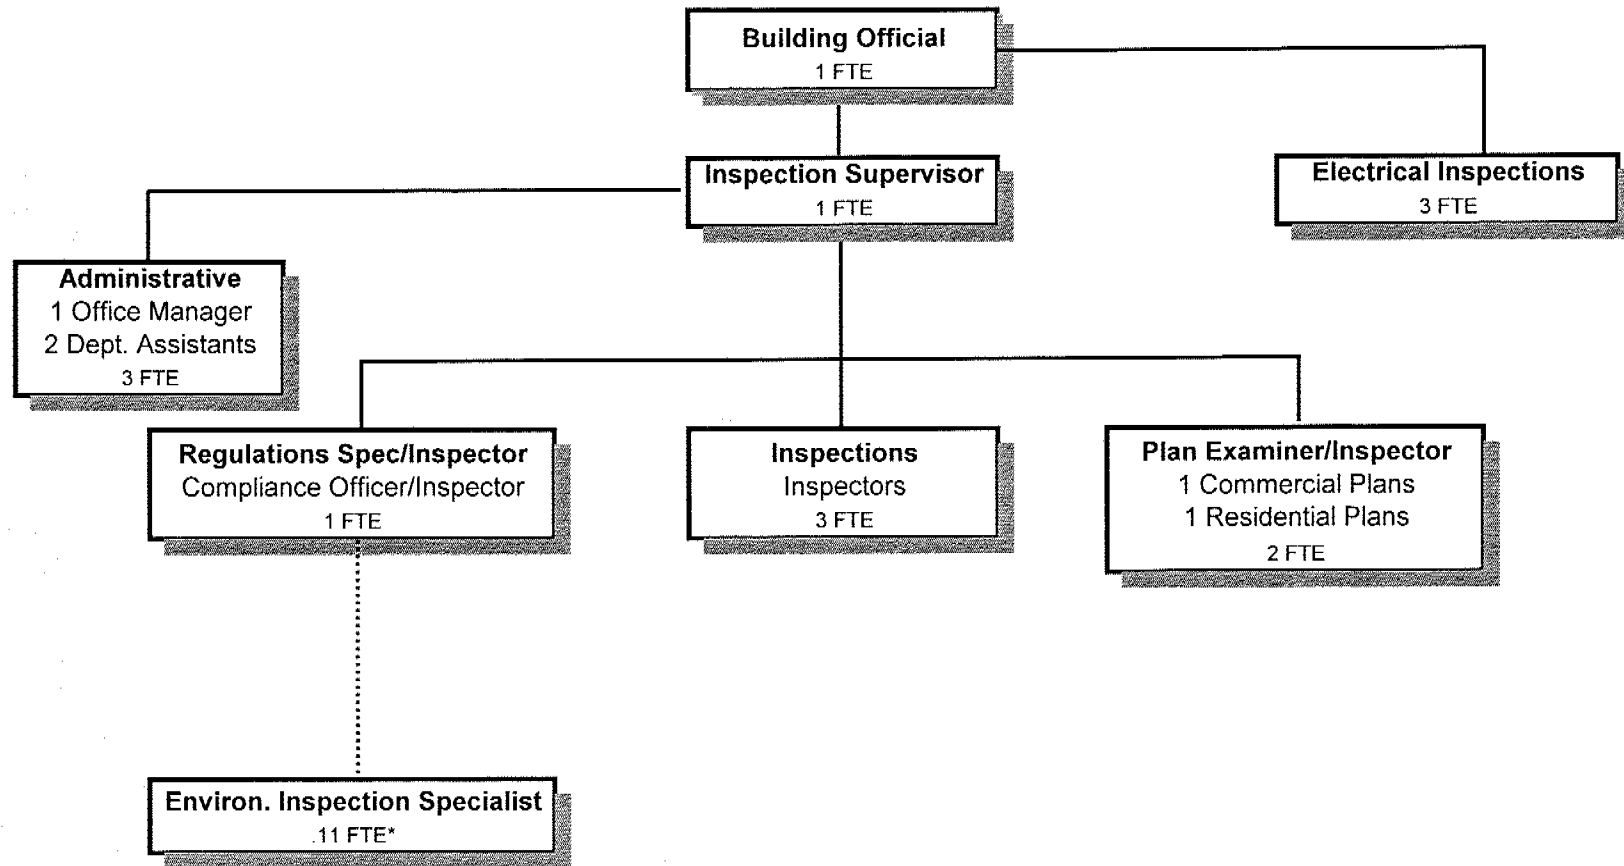 Building Official
1 FTE
Inspection Supervisor
1 FTE
Electrical Inspections
3 FTE
Administrative
1 Office Manager
2 Dept. Assistants
3 FTE
Regulations Spec/Inspector
Compliance Officer/Inspector
1 FTE
Inspections
Inspectors
3 FTE
Plan Examiner/Inspector
1 Commercial Plans
1 Residential Plans
2 FTE
Environ. Inspection Specialist
.11 FTE*